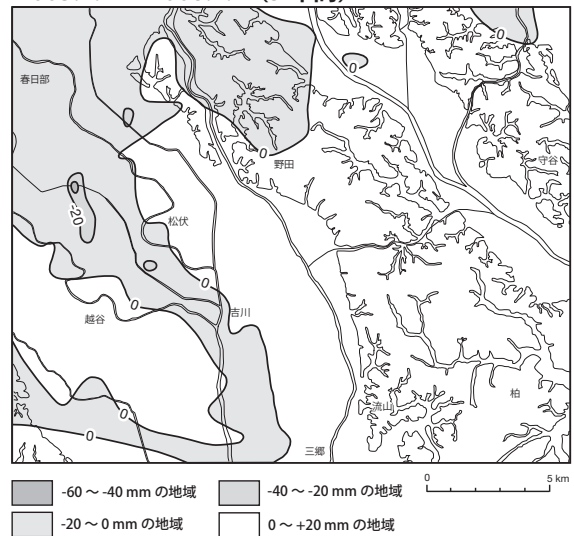 0
0
春日部
0
野田
守谷
-20
松伏
0
0
吉川
越谷
柏
流山
0
0
三郷
-60 ～ -40 mm の地域
-40 ～ -20 mm の地域
0 5 km
-20 ～ 0 mm の地域
0 ～ +20 mm の地域